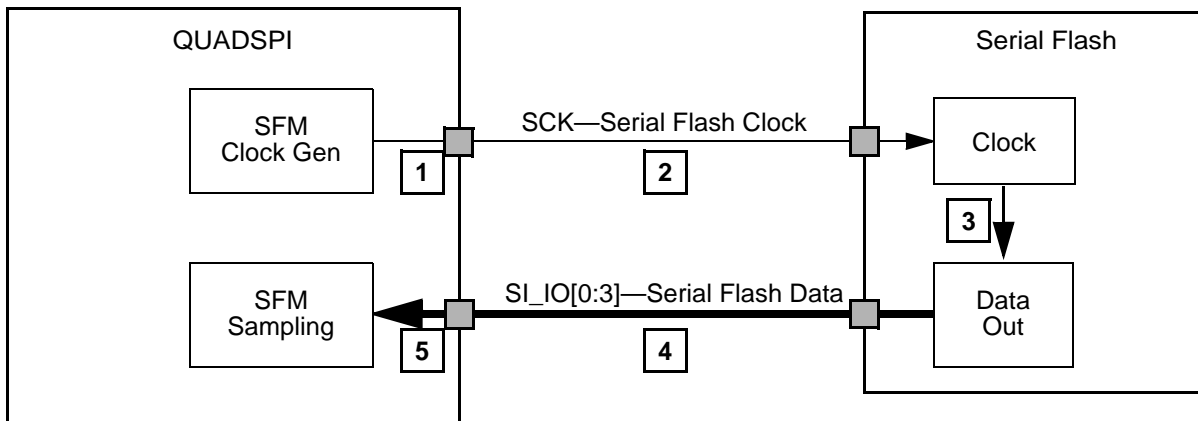 QUADSPI
Serial Flash
SFM
Clock Gen
SCK—Serial Flash Clock
Clock
1
2
3
SFM
Sampling
SI_IO[0:3]—Serial Flash Data
Data
Out
5
4